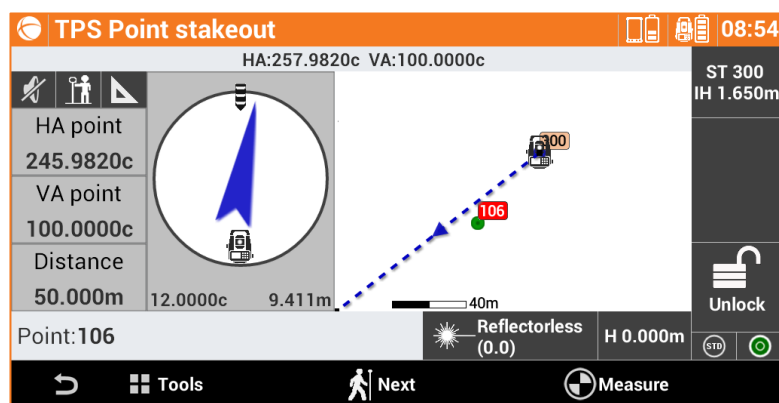 TPS Point stakeout
08:54
HA:257.9820c VA:100.0000c
ST 300
IH 1.650m
HA point
245.9820c
VA point
100.0000c
Distance
50.000m
12.0000c 9.411m
300
106
40m
Unlock
Point:106
Reflectorless
(0.0)
H 0.000m
STD
Tools
Next
Measure